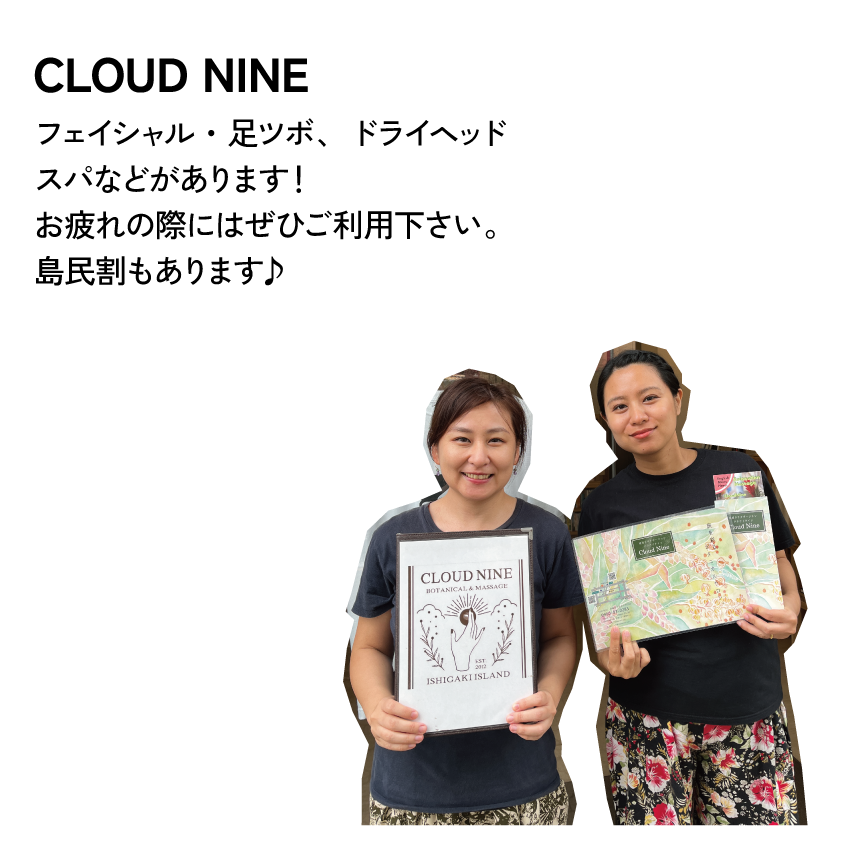 CLOUD NINE
フェイシャル・足ツボ、ドライヘッド
スパなどがあります！
お疲れの際にはぜひご利用下さい。
島民割もあります♪
CLOUD NINE
BOTANICAL & MASSAGE
EST.
2012
ISHIGAKI ISLAND
Cloud Nine
Cloud Nine